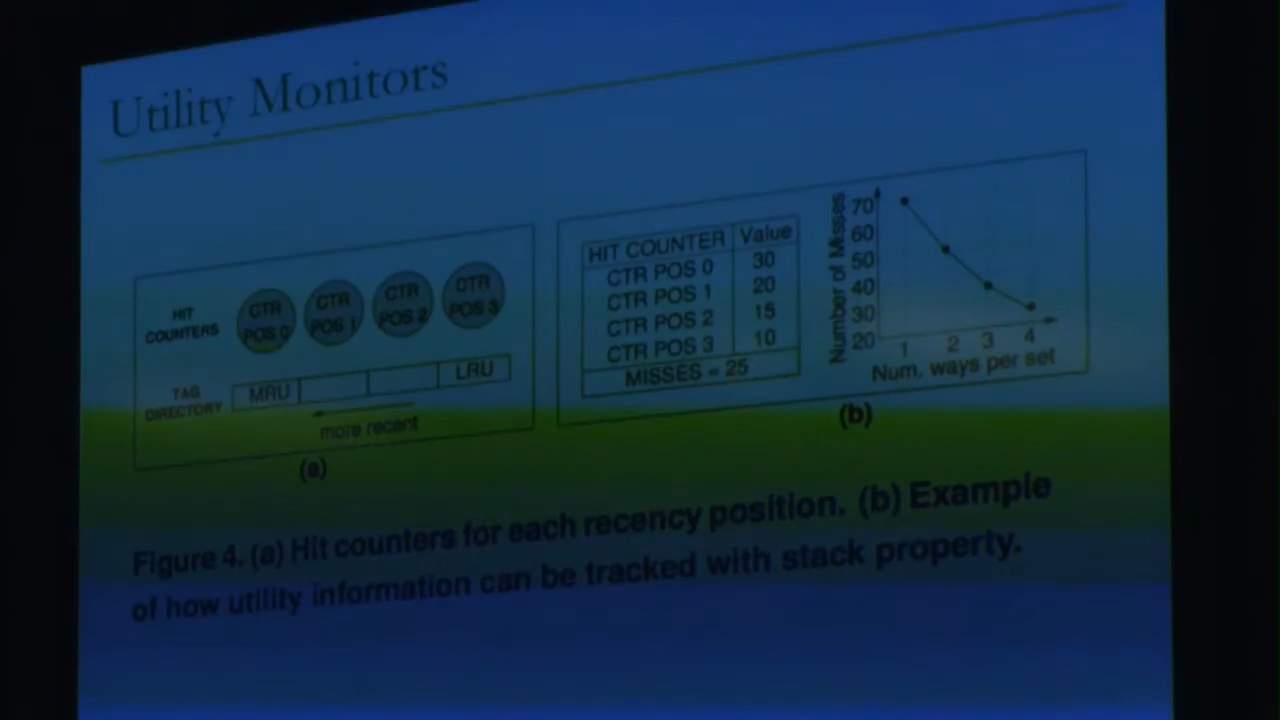 Utility Monitors
HIT
COUNTERS
CTR
POS 0
CTR
POS 1
CTR
POS 2
CTR
POS 3
TAG
DIRECTORY
MRU
LRU
more recent
(a)
HIT COUNTER Value
CTR POS 0 30
CTR POS 1 20
CTR POS 2 15
CTR POS 3 10
MISSES = 25
Number of Misses
70
60
50
40
30
20
1 2 3 4
Num. ways per set
(b)
Figure 4. (a) Hit counters for each recency position. (b) Example
of how utility information can be tracked with stack property.